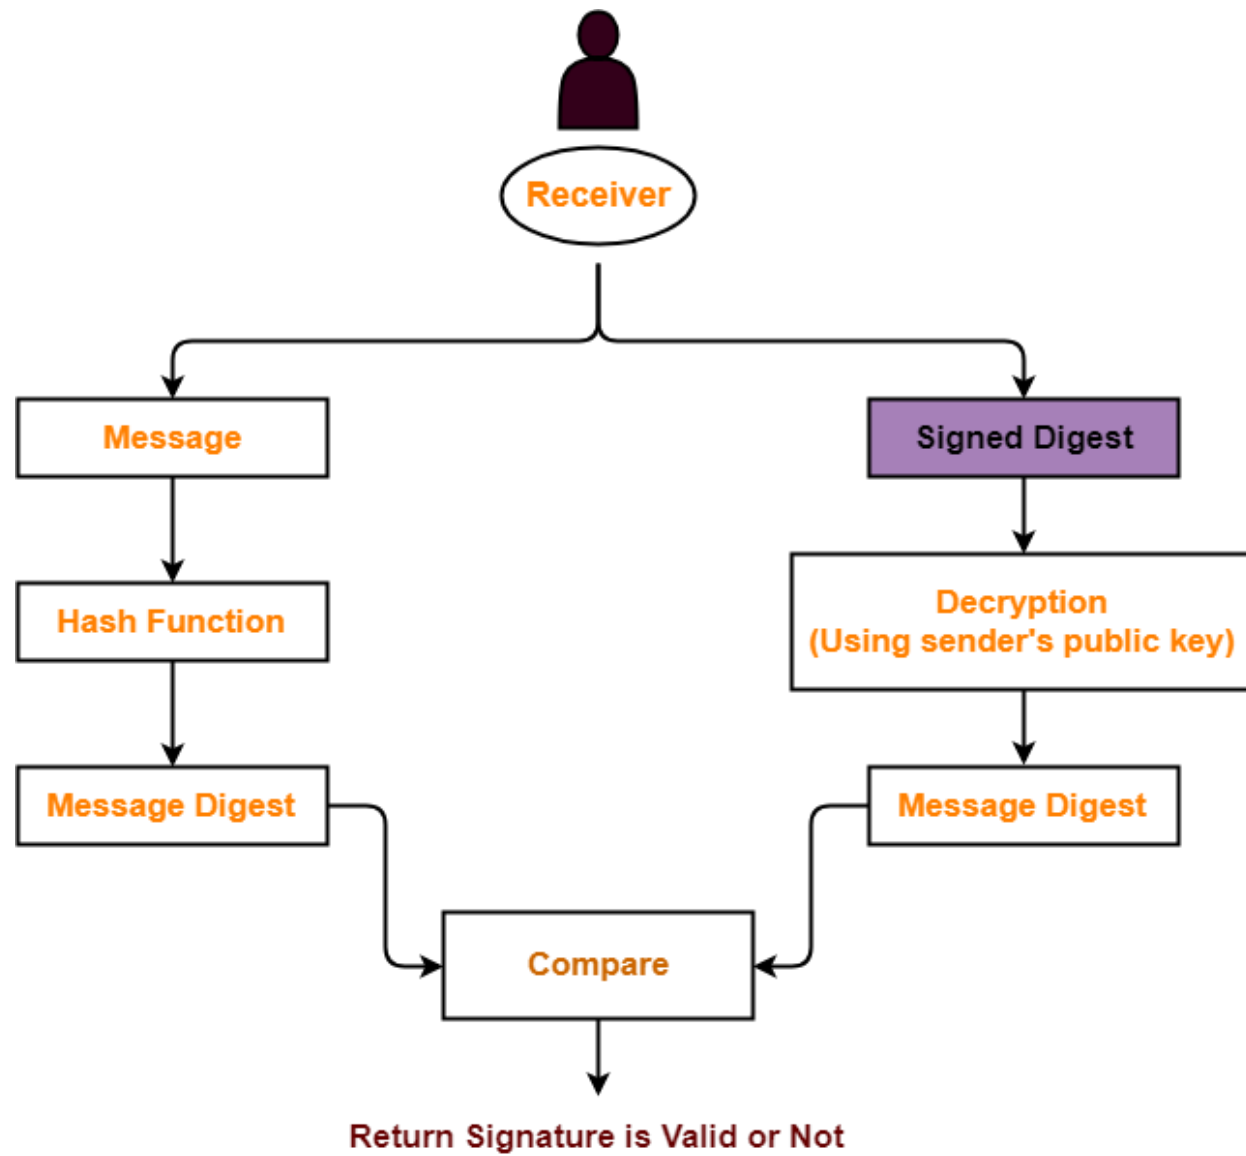 Receiver
Message
Signed Digest
Hash Function
Decryption
(Using sender's public key)
Message Digest
Message Digest
Compare
Return Signature is Valid or Not